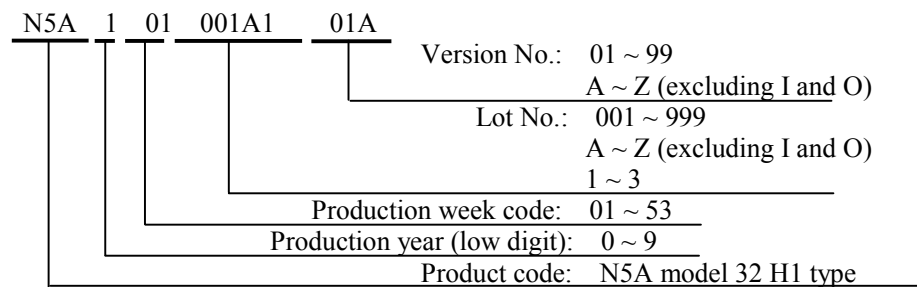 N5A 1 01 001A1 01A
Version No.: 01 ~ 99
A ~ Z (excluding I and O)
Lot No.: 001 ~ 999
A ~ Z (excluding I and O)
1 ~ 3
Production week code: 01 ~ 53
Production year (low digit): 0 ~ 9
Product code: N5A model 32 H1 type